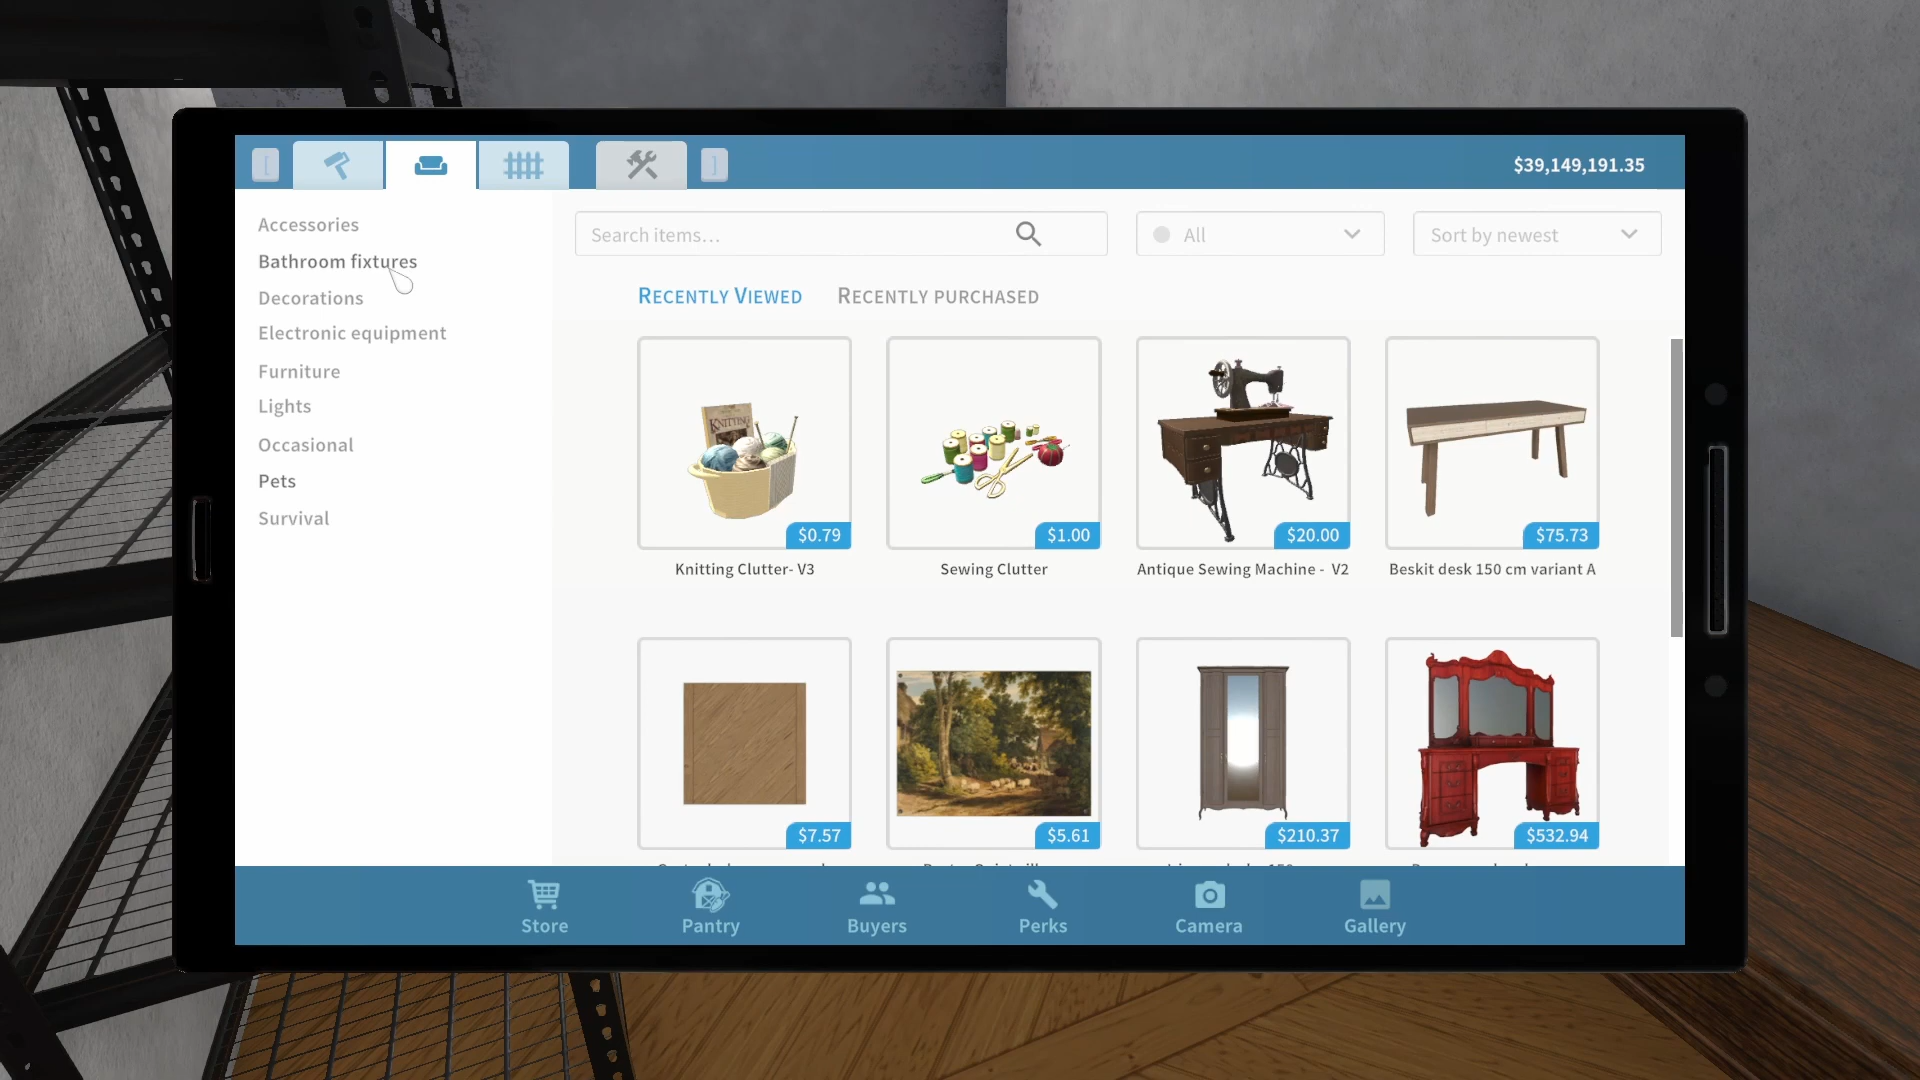 [
]
$39,149,191.35
Accessories
Bathroom fixtures
Decorations
Electronic equipment
Furniture
Lights
Occasional
Pets
Survival
Search items...
All
Sort by newest
RECENTLY VIEWED
RECENTLY PURCHASED
KNITTING
$0.79
$1.00
$20.00
$75.73
Knitting Clutter- V3
Sewing Clutter
Antique Sewing Machine - V2
Beskit desk 150 cm variant A
$7.57
$5.61
$210.37
$532.94
Store
Pantry
Buyers
Perks
Camera
Gallery